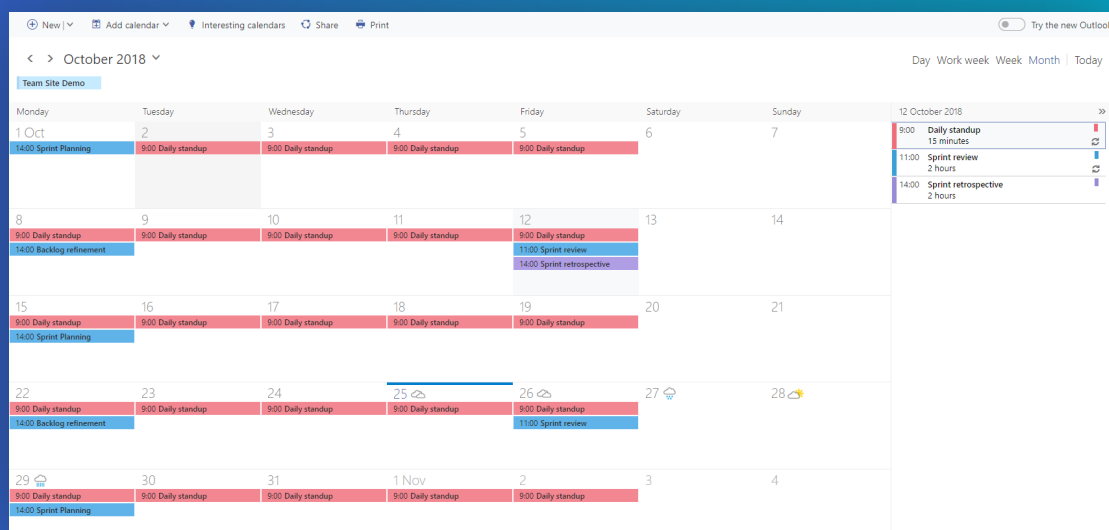 New | Add calendar Interesting calendars Share Print Try the new Outlook
October 2018 Day Work week Week Month | Today
Team Site Demo
Monday Tuesday Wednesday Thursday Friday Saturday Sunday 12 October 2018
1 Oct 2 3 4 5 6 7
14:00 Sprint Planning 9:00 Daily standup 9:00 Daily standup 9:00 Daily standup 9:00 Daily standup
9:00 Daily standup
15 minutes
11:00 Sprint review
2 hours
14:00 Sprint retrospective
2 hours
8 9 10 11 12 13 14
9:00 Daily standup 9:00 Daily standup 9:00 Daily standup 9:00 Daily standup 9:00 Daily standup
14:00 Backlog refinement 11:00 Sprint review
14:00 Sprint retrospective
15 16 17 18 19 20 21
9:00 Daily standup 9:00 Daily standup 9:00 Daily standup 9:00 Daily standup 9:00 Daily standup
14:00 Sprint Planning
22 23 24 25 26 27 28
9:00 Daily standup 9:00 Daily standup 9:00 Daily standup 9:00 Daily standup 9:00 Daily standup
14:00 Backlog refinement 11:00 Sprint review
29 30 31 1 Nov 2 3 4
9:00 Daily standup 9:00 Daily standup 9:00 Daily standup 9:00 Daily standup 9:00 Daily standup
14:00 Sprint Planning